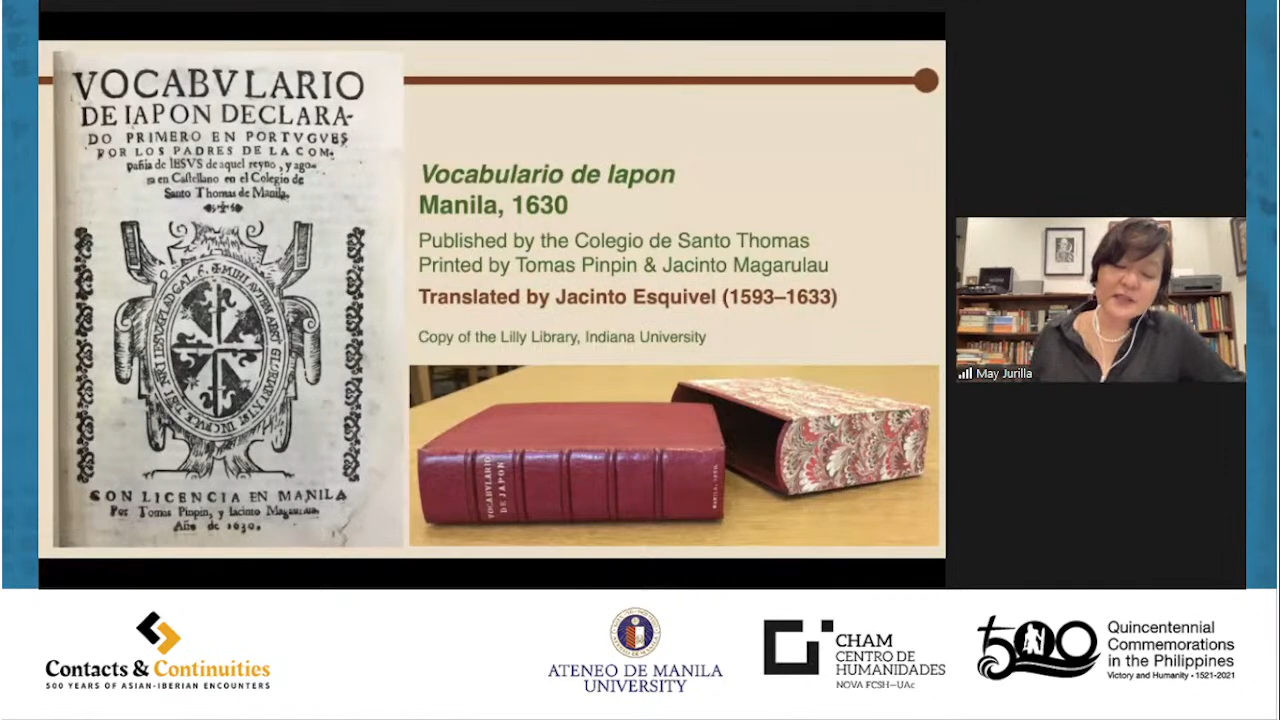 VOCABVLARIO
DE IAPON DECLARA-
DO PRIMERO EN PORTVGVES
POR LOS PADRES DE LA COM-
pañia de IESVS de aquel reyno, y ago-
ra en Castellano en el Colegio de
Santo Thomas de Manila.
CON LICENCIA EN MANILA
Por Tomas Pinpin, y Iacinto
Año de 1630.
Vocabulario de Iapon
Manila, 1630
Published by the Colegio de Santo Thomas
Printed by Tomas Pinpin & Jacinto Magarulau
Translated by Jacinto Esquivel (1593–1633)
Copy of the Lilly Library, Indiana University
VOCABVLARIO
DE JAPON
MANILA, 1630
May Jurilla
Contacts & Continuities
500 YEARS OF ASIAN-IBERIAN ENCOUNTERS
ATENEO DE MANILA
UNIVERSITY
CHAM
CENTRO DE
HUMANIDADES
NOVA FCSH–UAc
500
Quincentennial
Commemorations
in the Philippines
Victory and Humanity • 1521-2021